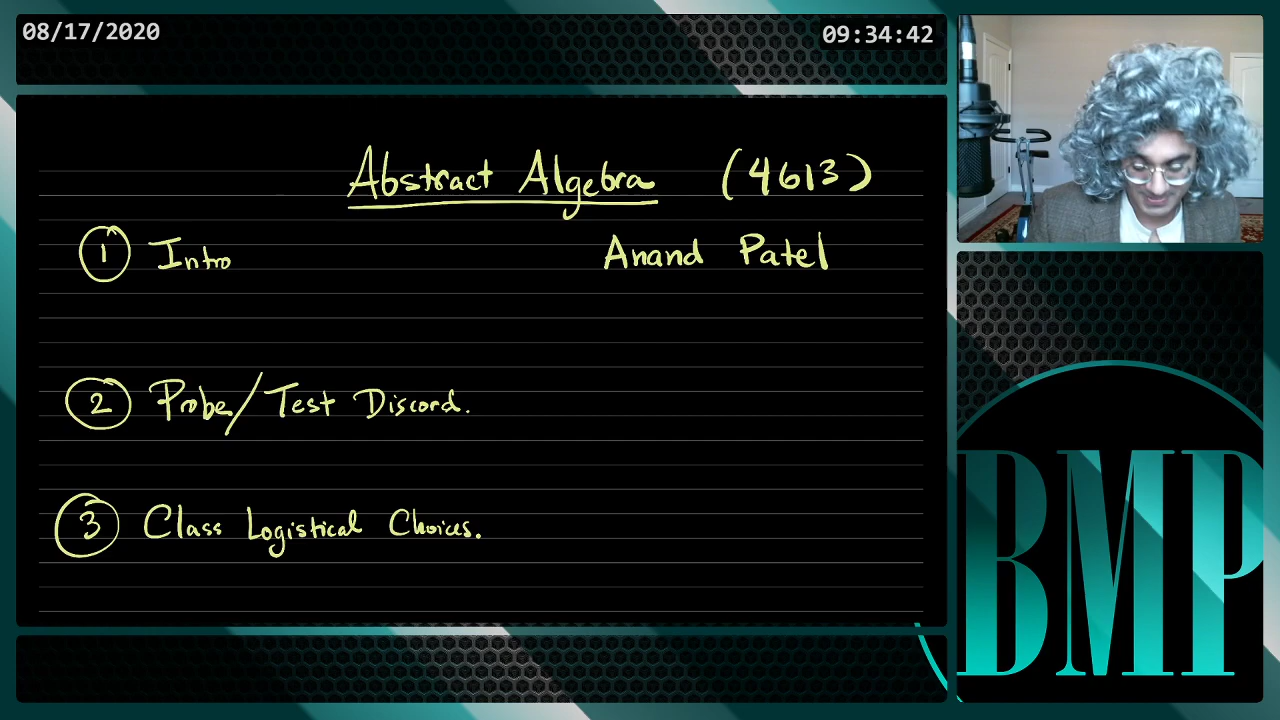 08/17/2020
09:34:42
Abstract Algebra (4613)
① Intro
Anand Patel
② Probe/Test Discord.
③ Class Logistical Choices.
BMP